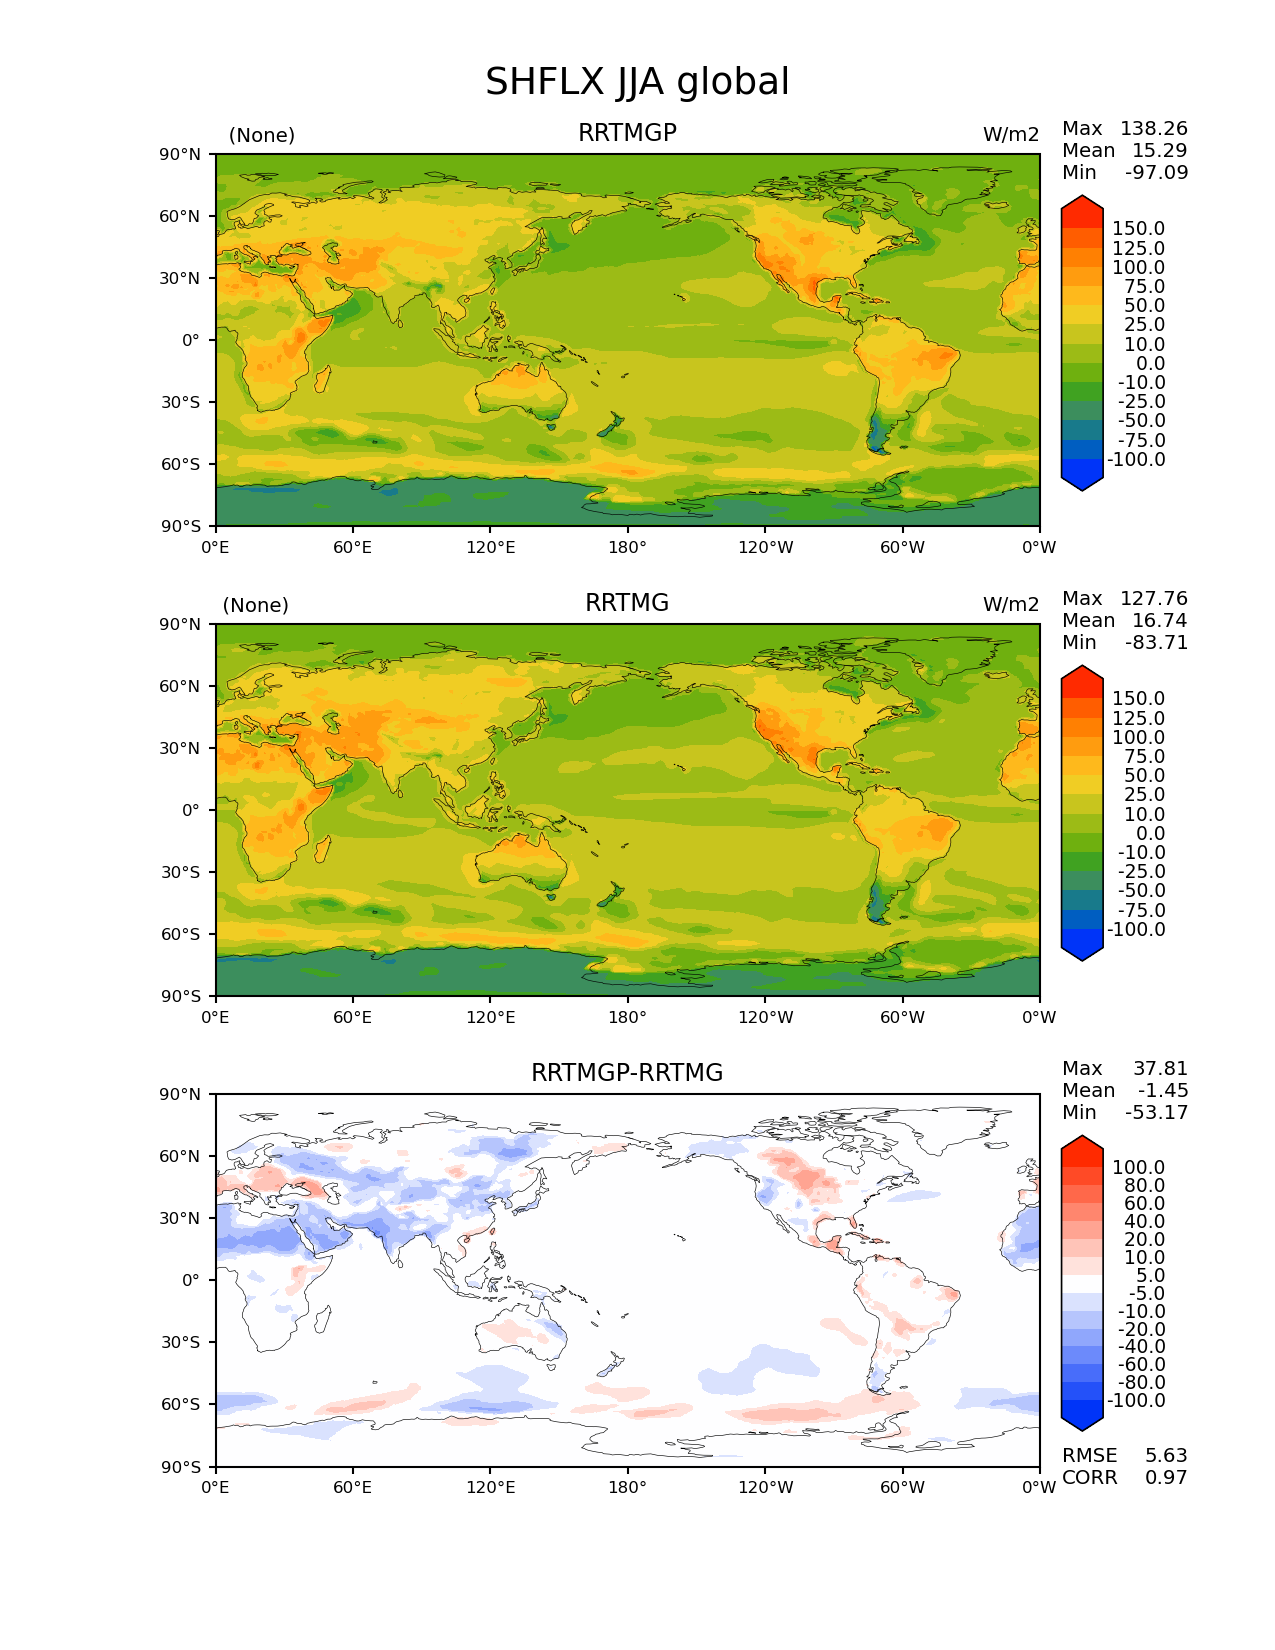 SHFLX JJA global
(None) RRTMGP W/m2
Max 138.26
Mean 15.29
Min -97.09
90°N
60°N
30°N
0°
30°S
60°S
90°S
0°E 60°E 120°E 180° 120°W 60°W 0°W
150.0
125.0
100.0
75.0
50.0
25.0
10.0
0.0
-10.0
-25.0
-50.0
-75.0
-100.0
(None) RRTMG W/m2
Max 127.76
Mean 16.74
Min -83.71
90°N
60°N
30°N
0°
30°S
60°S
90°S
0°E 60°E 120°E 180° 120°W 60°W 0°W
150.0
125.0
100.0
75.0
50.0
25.0
10.0
0.0
-10.0
-25.0
-50.0
-75.0
-100.0
RRTMGP-RRTMG
Max 37.81
Mean -1.45
Min -53.17
90°N
60°N
30°N
0°
30°S
60°S
90°S
0°E 60°E 120°E 180° 120°W 60°W 0°W
100.0
80.0
60.0
40.0
20.0
10.0
5.0
-5.0
-10.0
-20.0
-40.0
-60.0
-80.0
-100.0
RMSE 5.63
CORR 0.97